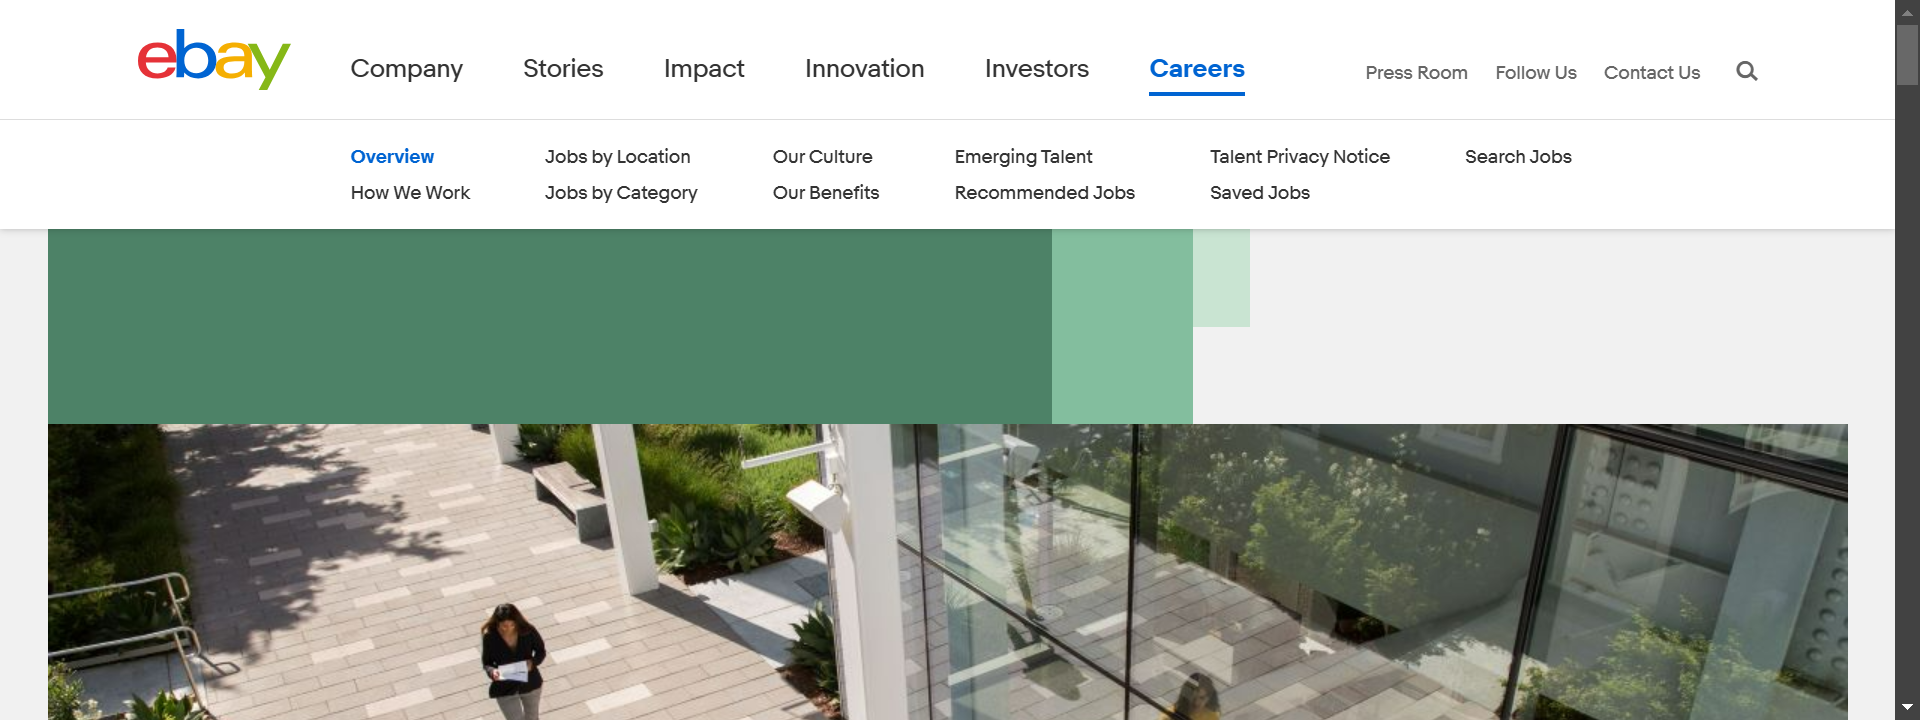 ebay
Company Stories Impact Innovation Investors Careers Press Room Follow Us Contact Us
Overview Jobs by Location Our Culture Emerging Talent Talent Privacy Notice Search Jobs
How We Work Jobs by Category Our Benefits Recommended Jobs Saved Jobs